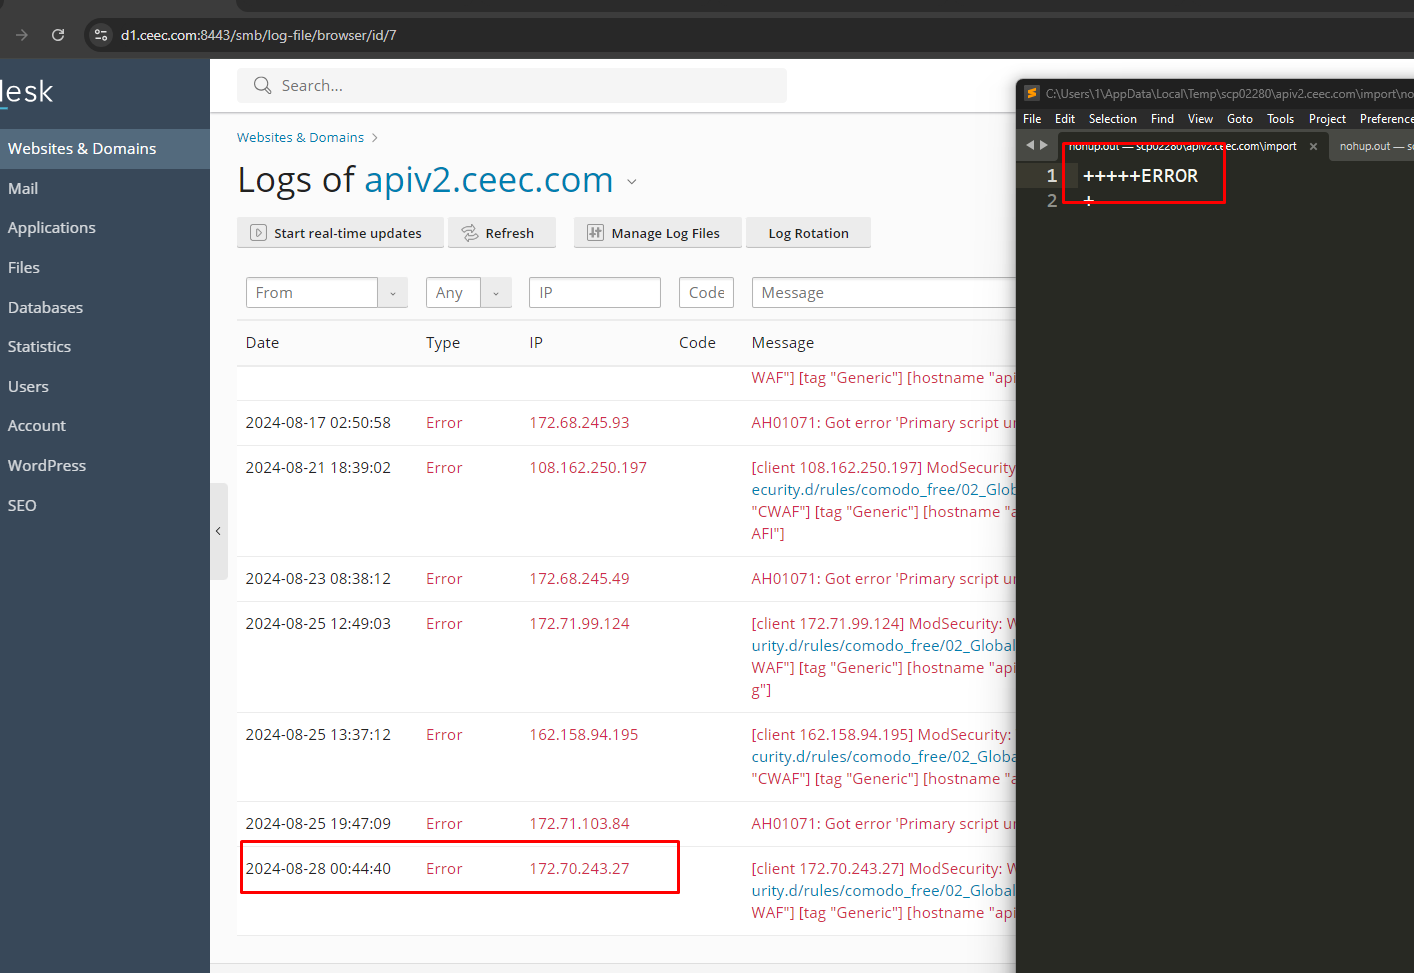 d1.ceec.com:8443/smb/log-file/browser/id/7
lesk
Search...
Websites & Domains
Mail
Applications
Files
Databases
Statistics
Users
Account
WordPress
SEO
Websites & Domains >
Logs of apiv2.ceec.com
Start real-time updates
Refresh
Manage Log Files
Log Rotation
From
Any
IP
Code
Message
Date Type IP Code Message
WAF"] [tag "Generic"] [hostname "api
2024-08-17 02:50:58 Error 172.68.245.93 AH01071: Got error 'Primary script u
2024-08-21 18:39:02 Error 108.162.250.197 [client 108.162.250.197] ModSecurity
ecurity.d/rules/comodo_free/02_Glob
"CWAF"] [tag "Generic"] [hostname "a
AFI"]
2024-08-23 08:38:12 Error 172.68.245.49 AH01071: Got error 'Primary script u
2024-08-25 12:49:03 Error 172.71.99.124 [client 172.71.99.124] ModSecurity: W
urity.d/rules/comodo_free/02_Global
WAF"] [tag "Generic"] [hostname "api
g"]
2024-08-25 13:37:12 Error 162.158.94.195 [client 162.158.94.195] ModSecurity:
curity.d/rules/comodo_free/02_Globa
"CWAF"] [tag "Generic"] [hostname "a
2024-08-25 19:47:09 Error 172.71.103.84 AH01071: Got error 'Primary script u
2024-08-28 00:44:40 Error 172.70.243.27 [client 172.70.243.27] ModSecurity: W
urity.d/rules/comodo_free/02_Global
WAF"] [tag "Generic"] [hostname "api
C:\Users\1\AppData\Local\Temp\scp02280\apiv2.ceec.com\import\no
File Edit Selection Find View Goto Tools Project Preference
nohup.out — scp02280\apiv2.ceec.com\import ×
nohup.out — s
1 +++++ERROR
2 +